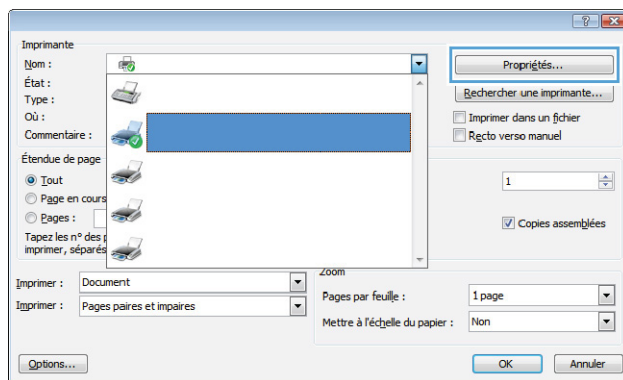 Imprimante
Nom :
Propriétés...
État :
Type :
Rechercher une imprimante...
Où :
Imprimer dans un fichier
Commentaire :
Recto verso manuel
Étendue de page
Tout
1
Page en cours
Pages :
Copies assemblées
Tapez les n° des p
imprimer, séparés
Zoom
Imprimer :
Document
Pages par feuille :
1 page
Imprimer :
Pages paires et impaires
Mettre à l'échelle du papier :
Non
Options...
OK
Annuler